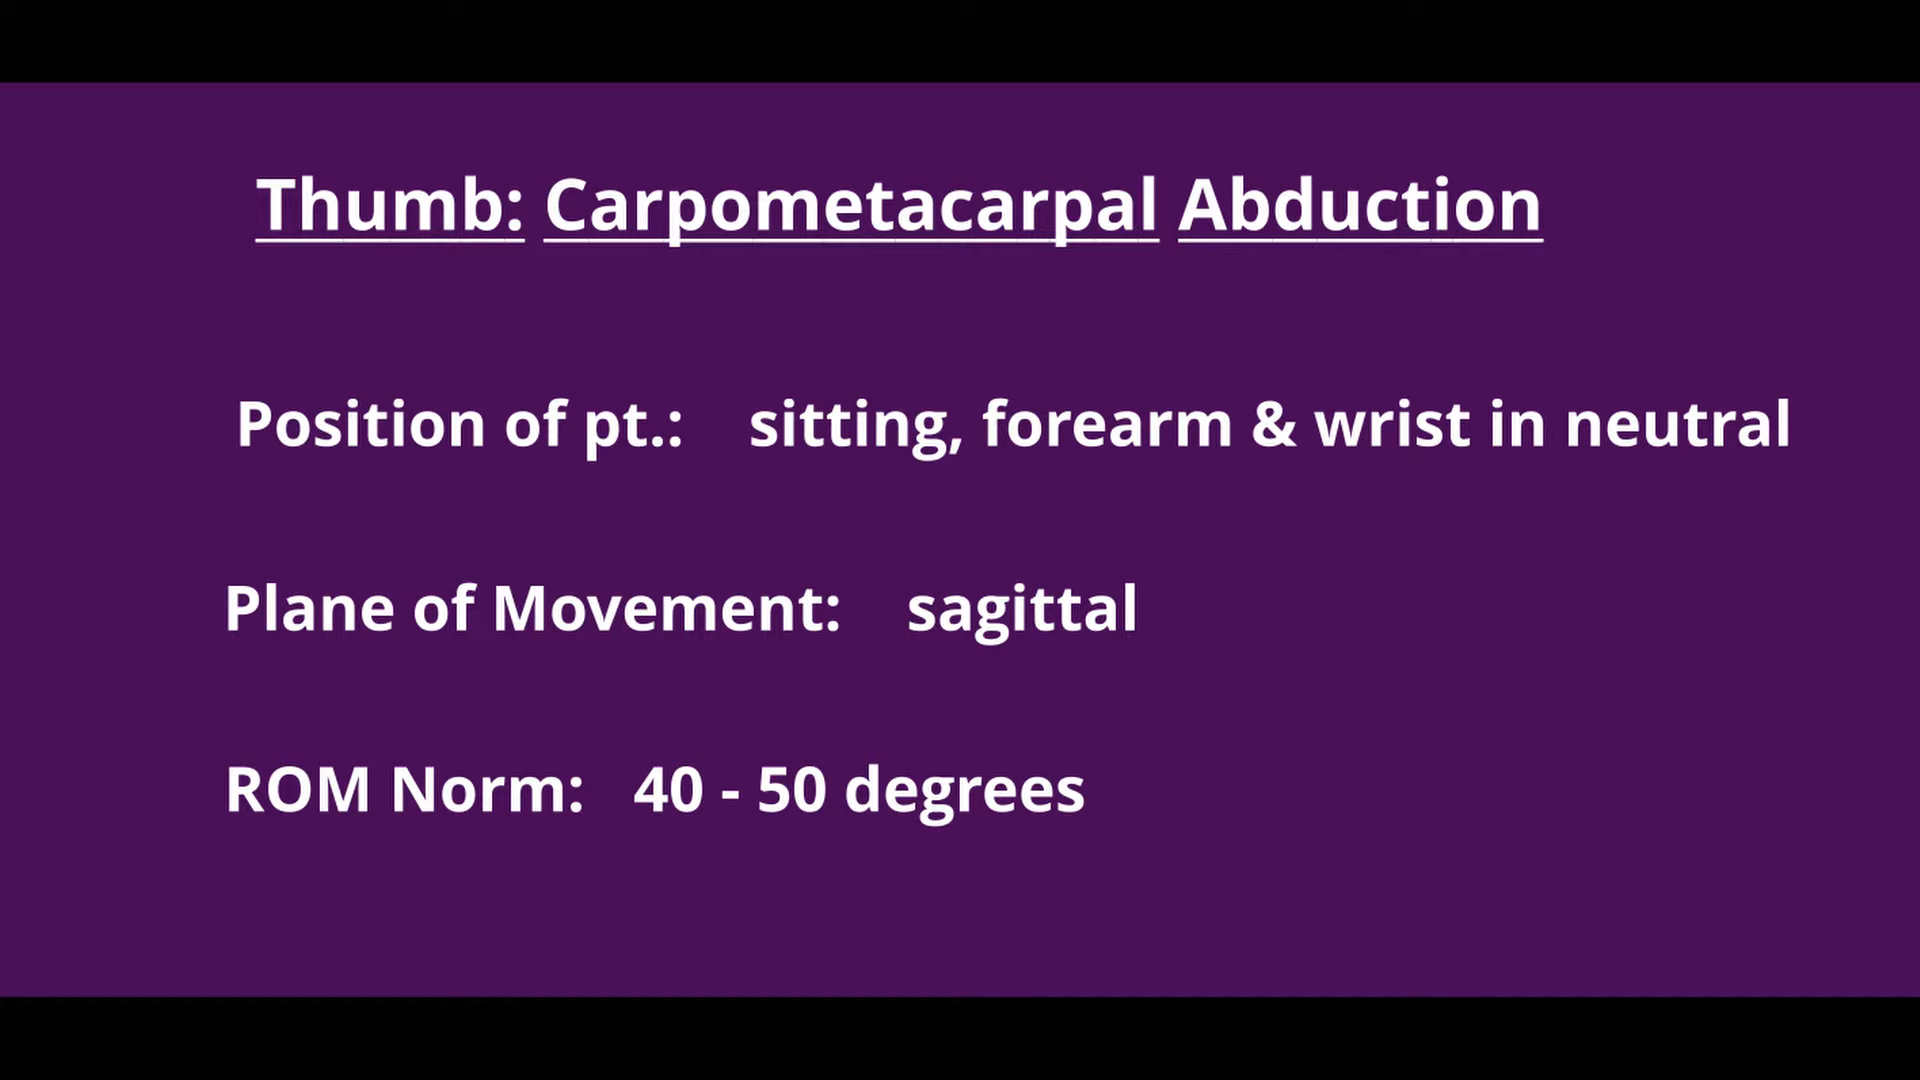 Thumb: Carpometacarpal Abduction
Position of pt.: sitting, forearm & wrist in neutral
Plane of Movement: sagittal
ROM Norm: 40 - 50 degrees